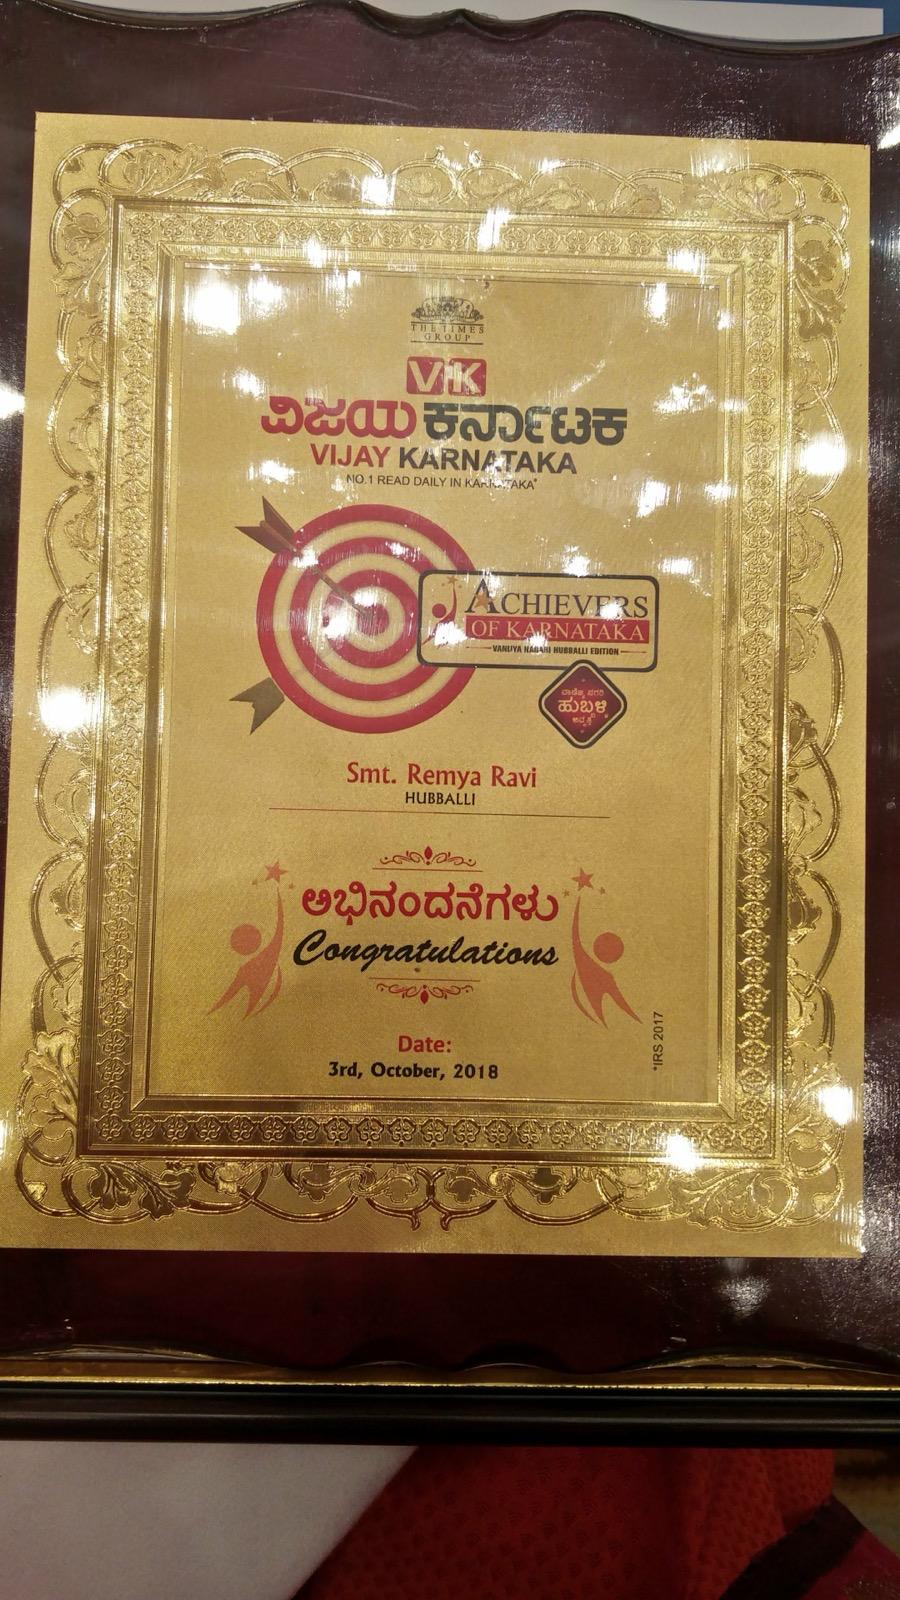 THE TIMES
GROUP
VK
ವಿಜಯ ಕರ್ನಾಟಕ
VIJAY KARNATAKA
NO.1 READ DAILY IN KARNATAKA*
ACHIEVERS
OF KARNATAKA
VANIJYA NAGARI HUBBALLI EDITION
ವಾಣಿಜ್ಯ ನಗರಿ
ಹುಬ್ಬಳ್ಳಿ
ಆವೃತ್ತಿ
Smt. Remya Ravi
HUBBALLI
ಅಭಿನಂದನೆಗಳು
Congratulations
Date:
3rd, October, 2018
*IRS 2017